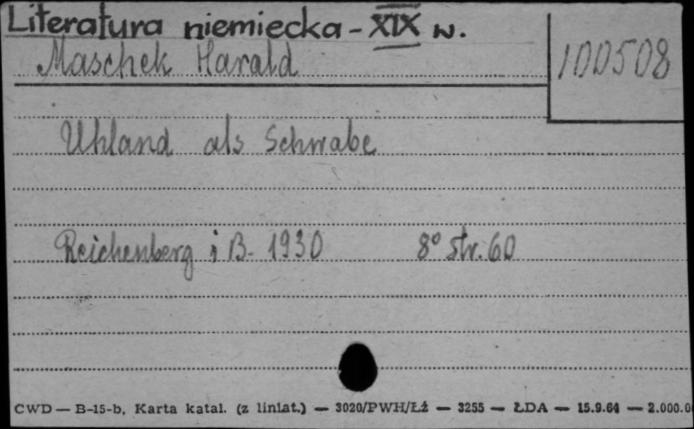 Literatura niemiecka - XIX w.
Maschek Harald
100508
Uhland als Schwabe
Reichenberg i B. 1930 8° str. 60
CWD — B-15-b, Karta katal. (z liniat.) — 3020/PWH/Łż — 3255 — ŁDA — 15.9.64 — 2.000.0